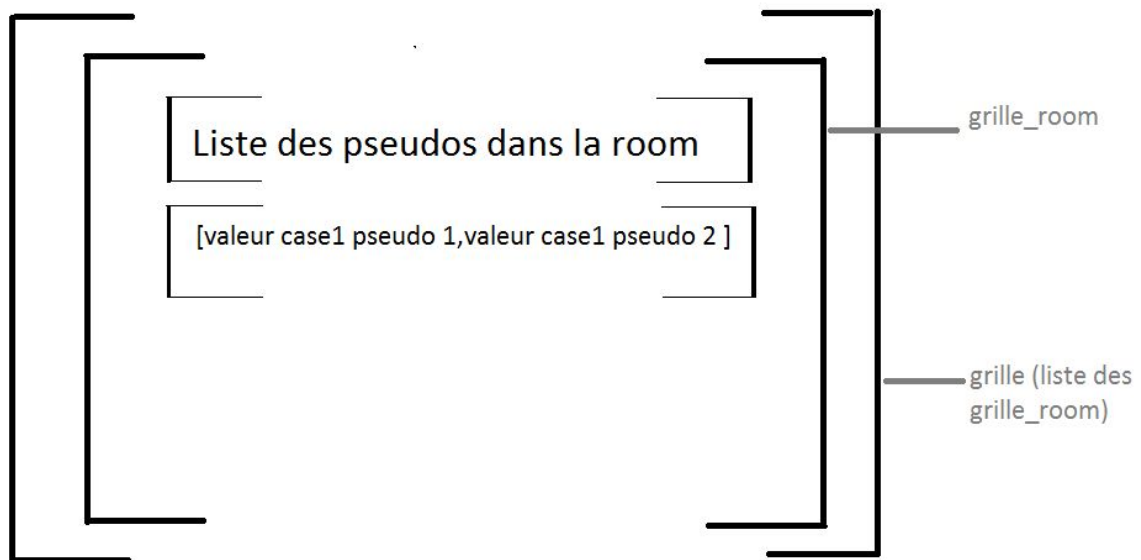 grille_room
Liste des pseudos dans la room
[valeur case1 pseudo 1,valeur case1 pseudo 2 ]
grille (liste des
grille_room)